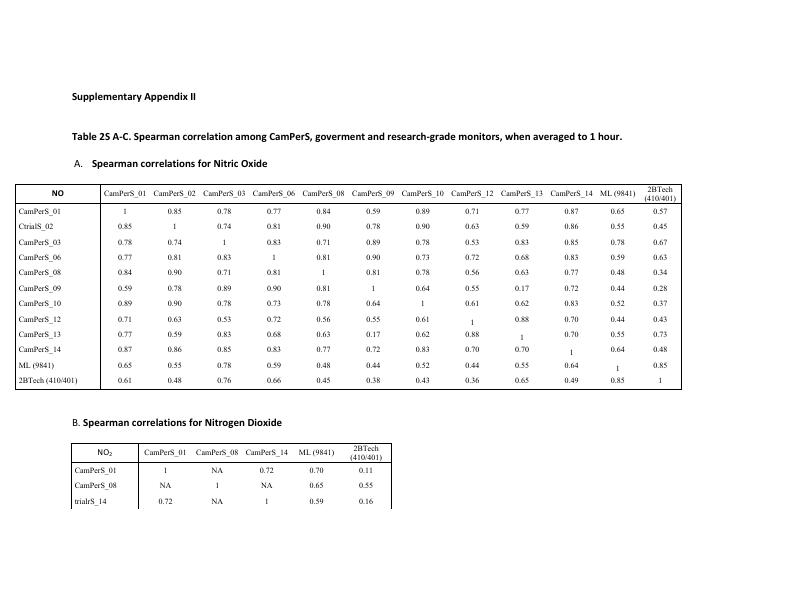 Supplementary Appendix II
Table 2S A-C. Spearman correlation among CamPerS, goverment and research-grade monitors, when averaged to 1 hour.
A. Spearman correlations for Nitric Oxide
NO CamPerS_01 CamPerS_02 CamPerS_03 CamPerS_06 CamPerS_08 CamPerS_09 CamPerS_10 CamPerS_12 CamPerS_13 CamPerS_14 ML (9841) 2BTech (410/401)
CamPerS_01 1 0.85 0.78 0.77 0.84 0.59 0.89 0.71 0.77 0.87 0.65 0.57
CtrialS_02 0.85 1 0.74 0.81 0.90 0.78 0.90 0.63 0.59 0.86 0.55 0.45
CamPerS_03 0.78 0.74 1 0.83 0.71 0.89 0.78 0.53 0.83 0.85 0.78 0.67
CamPerS_06 0.77 0.81 0.83 1 0.81 0.90 0.73 0.72 0.68 0.83 0.59 0.63
CamPerS_08 0.84 0.90 0.71 0.81 1 0.81 0.78 0.56 0.63 0.77 0.48 0.34
CamPerS_09 0.59 0.78 0.89 0.90 0.81 1 0.64 0.55 0.17 0.72 0.44 0.28
CamPerS_10 0.89 0.90 0.78 0.73 0.78 0.64 1 0.61 0.62 0.83 0.52 0.37
CamPerS_12 0.71 0.63 0.53 0.72 0.56 0.55 0.61 1 0.88 0.70 0.44 0.43
CamPerS_13 0.77 0.59 0.83 0.68 0.63 0.17 0.62 0.88 1 0.70 0.55 0.73
CamPerS_14 0.87 0.86 0.85 0.83 0.77 0.72 0.83 0.70 0.70 1 0.64 0.48
ML (9841) 0.65 0.55 0.78 0.59 0.48 0.44 0.52 0.44 0.55 0.64 1 0.85
2BTech (410/401) 0.61 0.48 0.76 0.66 0.45 0.38 0.43 0.36 0.65 0.49 0.85 1
B. Spearman correlations for Nitrogen Dioxide
NO₂ CamPerS_01 CamPerS_08 CamPerS_14 ML (9841) 2BTech (410/401)
CamPerS_01 1 NA 0.72 0.70 0.11
CamPerS_08 NA 1 NA 0.65 0.55
trialrS_14 0.72 NA 1 0.59 0.16